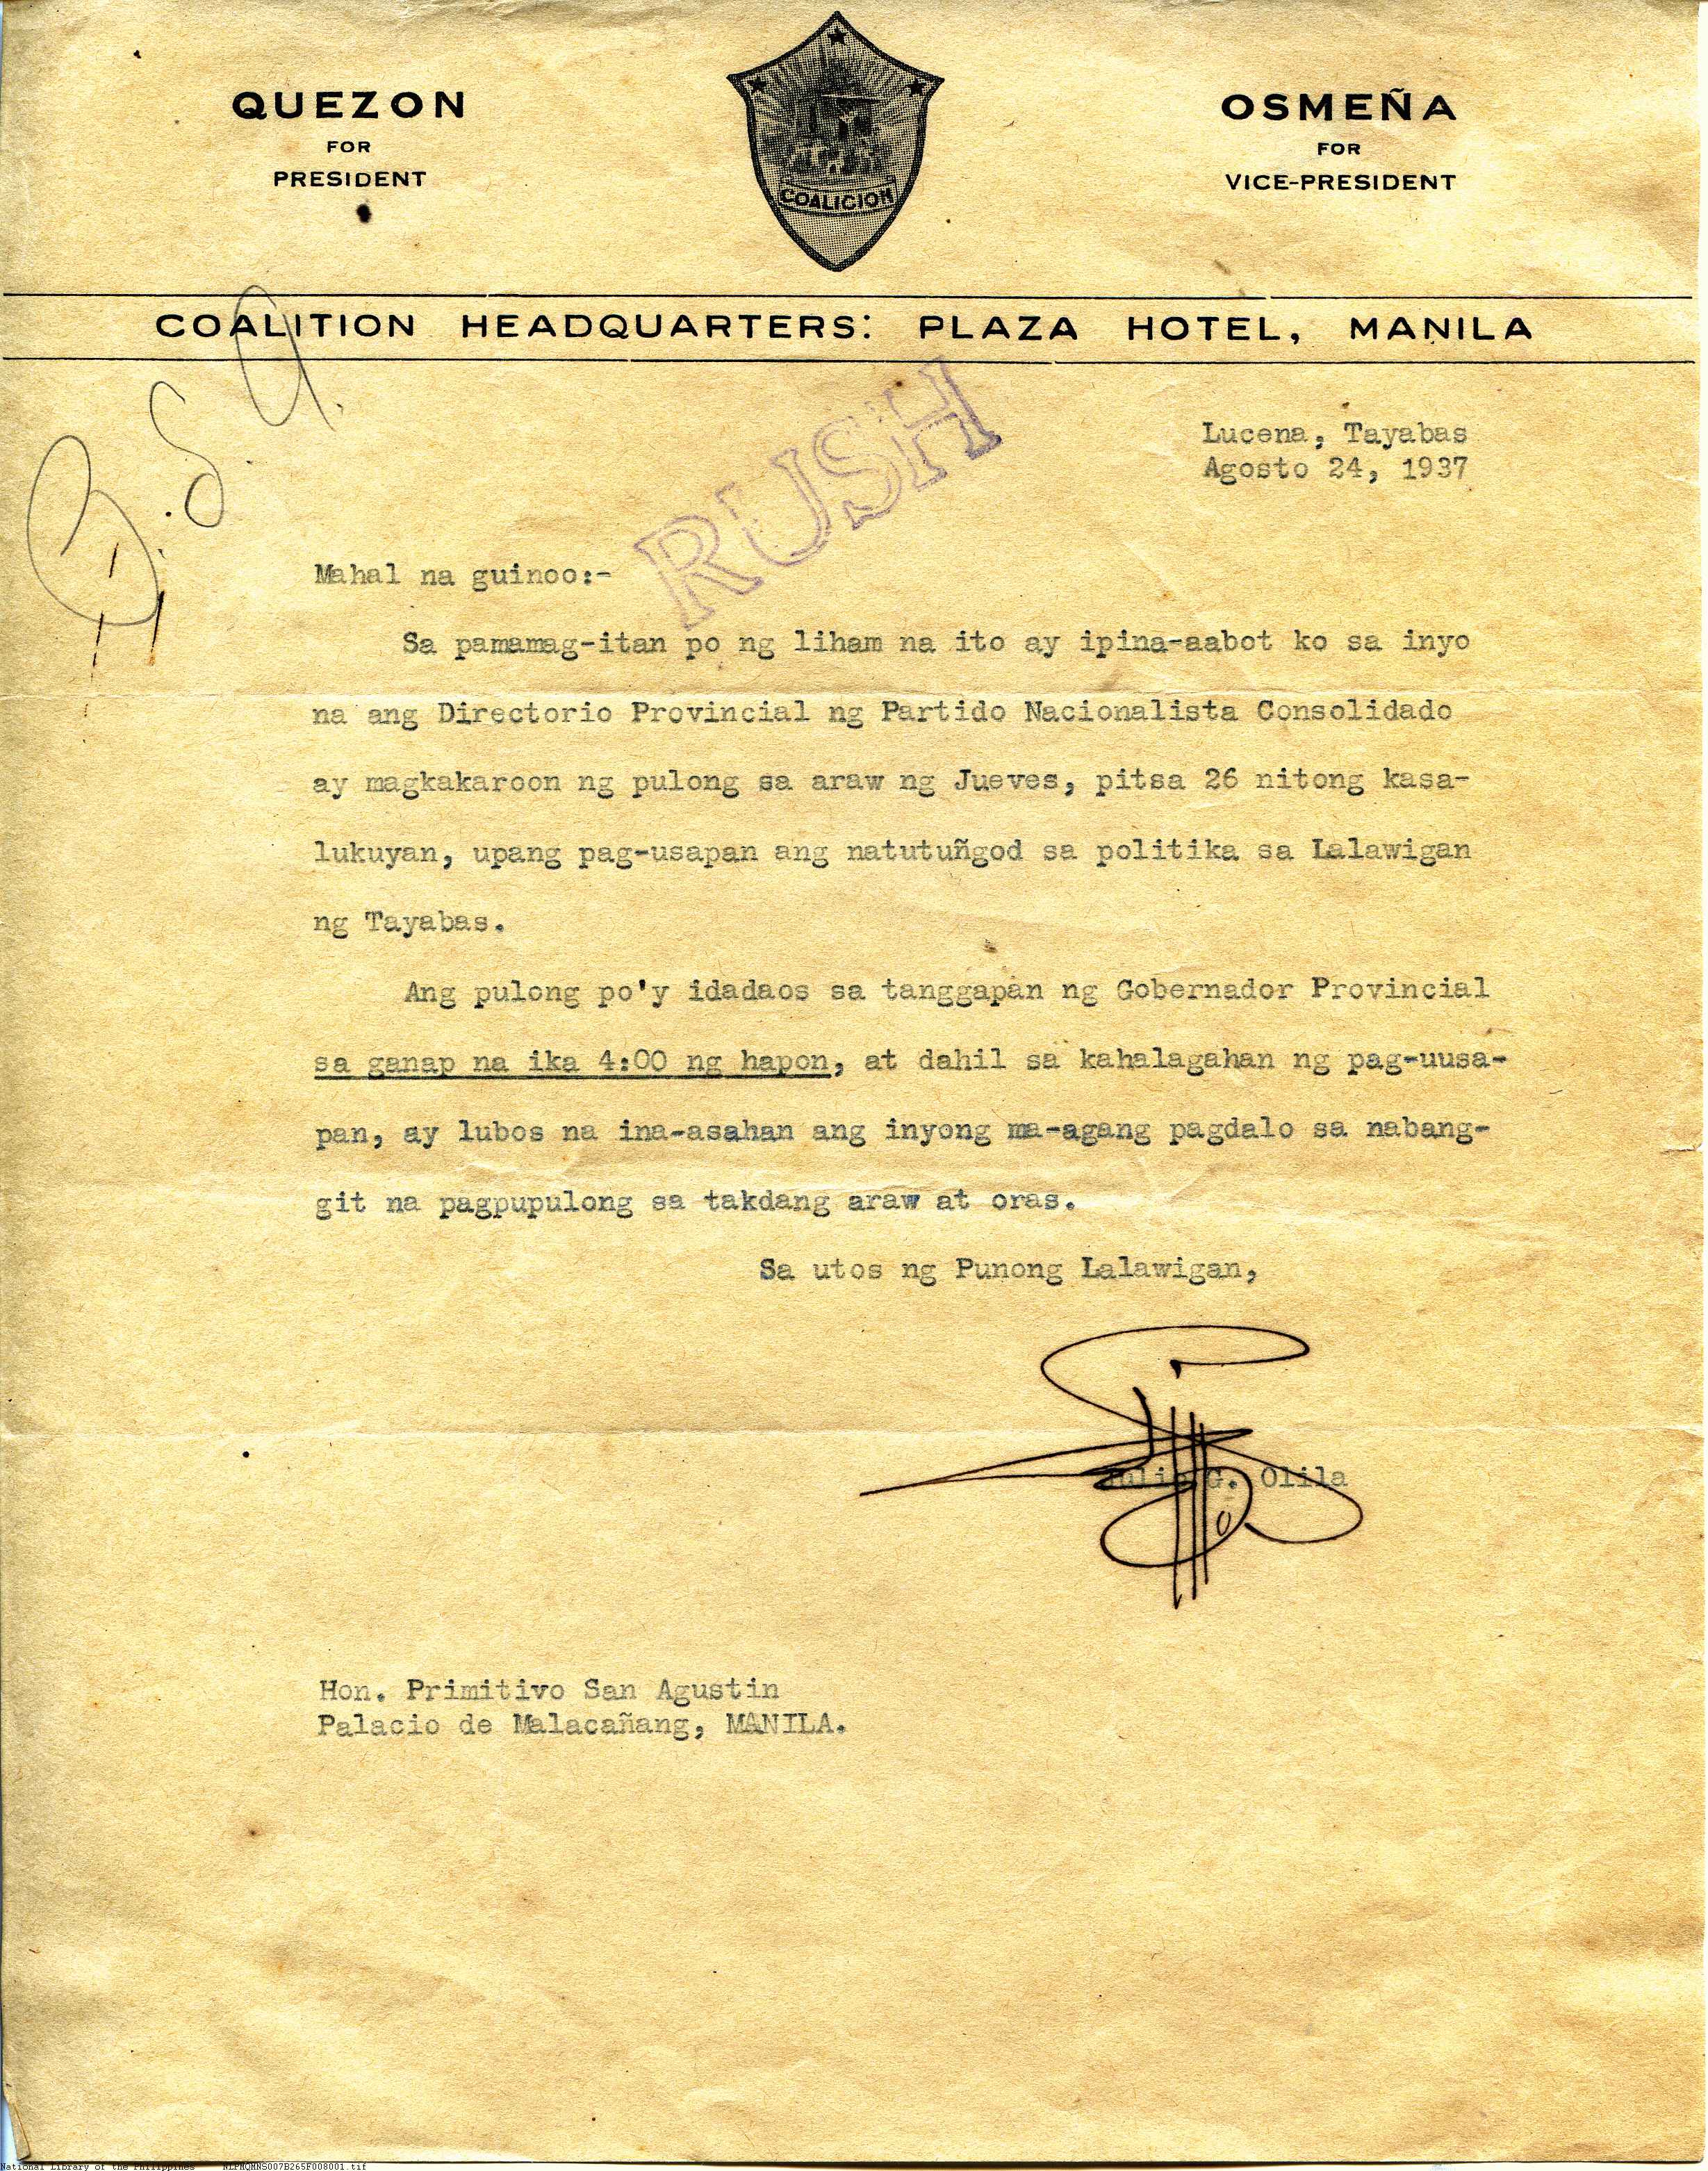 QUEZON
FOR
PRESIDENT
COALICION
OSMEÑA
FOR
VICE-PRESIDENT
COALITION HEADQUARTERS: PLAZA HOTEL, MANILA
RUSH
Lucena, Tayabas
Agosto 24, 1937
Mahal na guinoo:-
Sa pamamag-itan po ng liham na ito ay ipina-aabot ko sa inyo
na ang Directorio Provincial ng Partido Nacionalista Consolidado
ay magkakaroon ng pulong sa araw ng Jueves, pitsa 26 nitong kasa-
lukuyan, upang pag-usapan ang natutuñgod sa politika sa Lalawigan
ng Tayabas.
Ang pulong po'y idadaos sa tanggapan ng Gobernador Provincial
sa ganap na ika 4:00 ng hapon, at dahil sa kahalagahan ng pag-uusa-
pan, ay lubos na ina-asahan ang inyong ma-agang pagdalo sa nabang-
git na pagpupulong sa takdang araw at oras.
Sa utos ng Punong Lalawigan,
Julio G. Olila
Hon. Primitivo San Agustin
Palacio de Malacañang, MANILA.
National Library of the Philippines NLPMQMNS007B265F008001.tif